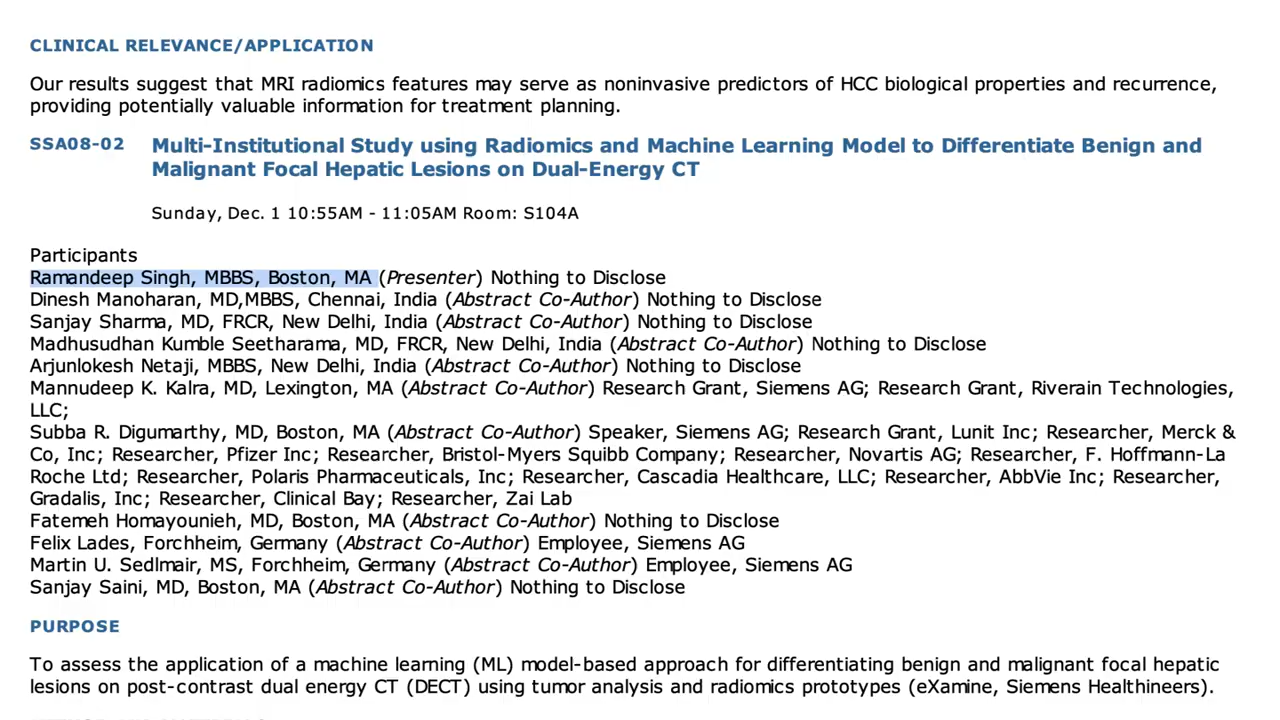 CLINICAL RELEVANCE/APPLICATION
Our results suggest that MRI radiomics features may serve as noninvasive predictors of HCC biological properties and recurrence,
providing potentially valuable information for treatment planning.
SSA08-02 Multi-Institutional Study using Radiomics and Machine Learning Model to Differentiate Benign and
Malignant Focal Hepatic Lesions on Dual-Energy CT
Sunday, Dec. 1 10:55AM - 11:05AM Room: S104A
Participants
Ramandeep Singh, MBBS, Boston, MA (Presenter) Nothing to Disclose
Dinesh Manoharan, MD,MBBS, Chennai, India (Abstract Co-Author) Nothing to Disclose
Sanjay Sharma, MD, FRCR, New Delhi, India (Abstract Co-Author) Nothing to Disclose
Madhusudhan Kumble Seetharama, MD, FRCR, New Delhi, India (Abstract Co-Author) Nothing to Disclose
Arjunlokesh Netaji, MBBS, New Delhi, India (Abstract Co-Author) Nothing to Disclose
Mannudeep K. Kalra, MD, Lexington, MA (Abstract Co-Author) Research Grant, Siemens AG; Research Grant, Riverain Technologies,
LLC;
Subba R. Digumarthy, MD, Boston, MA (Abstract Co-Author) Speaker, Siemens AG; Research Grant, Lunit Inc; Researcher, Merck &
Co, Inc; Researcher, Pfizer Inc; Researcher, Bristol-Myers Squibb Company; Researcher, Novartis AG; Researcher, F. Hoffmann-La
Roche Ltd; Researcher, Polaris Pharmaceuticals, Inc; Researcher, Cascadia Healthcare, LLC; Researcher, AbbVie Inc; Researcher,
Gradalis, Inc; Researcher, Clinical Bay; Researcher, Zai Lab
Fatemeh Homayounieh, MD, Boston, MA (Abstract Co-Author) Nothing to Disclose
Felix Lades, Forchheim, Germany (Abstract Co-Author) Employee, Siemens AG
Martin U. Sedlmair, MS, Forchheim, Germany (Abstract Co-Author) Employee, Siemens AG
Sanjay Saini, MD, Boston, MA (Abstract Co-Author) Nothing to Disclose
PURPOSE
To assess the application of a machine learning (ML) model-based approach for differentiating benign and malignant focal hepatic
lesions on post-contrast dual energy CT (DECT) using tumor analysis and radiomics prototypes (eXamine, Siemens Healthineers).